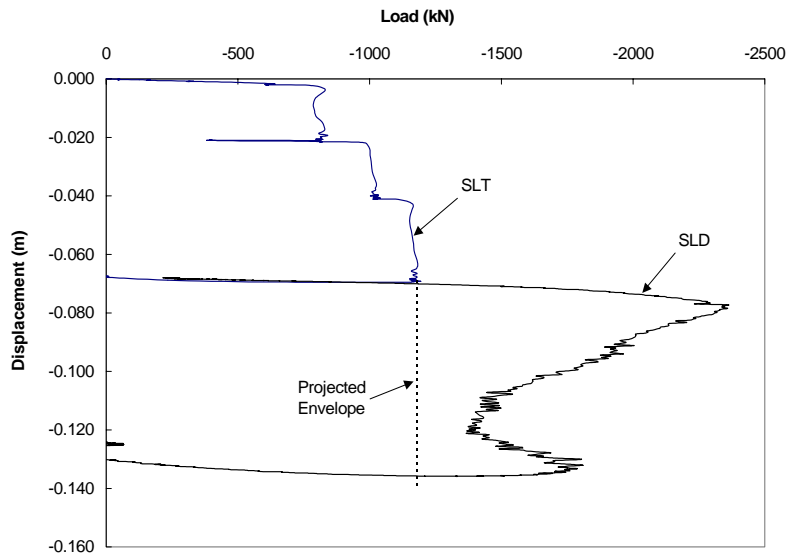 Load (kN)
0 -500 -1000 -1500 -2000 -2500
0.000
-0.020
-0.040
SLT
-0.060
SLD
-0.080
Displacement (m)
-0.100
Projected
Envelope
-0.120
-0.140
-0.160